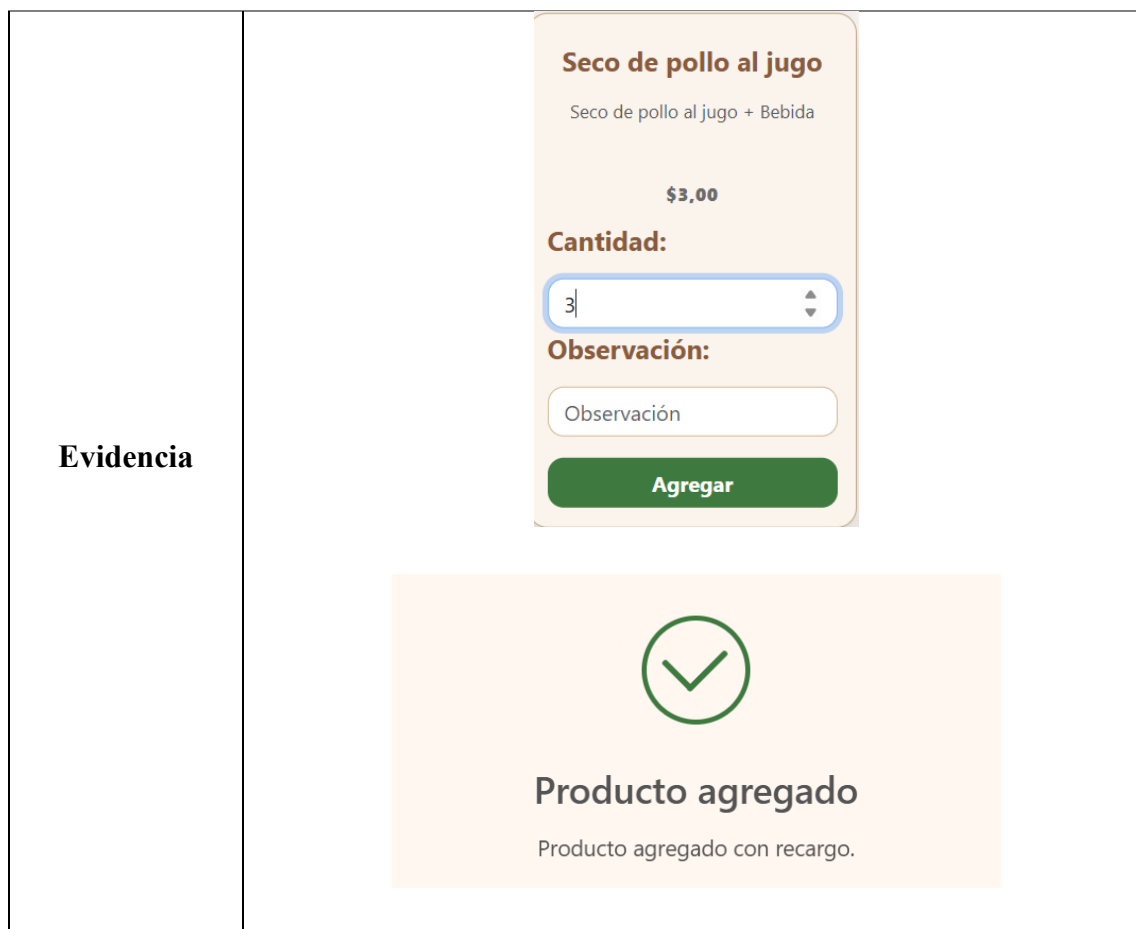 Evidencia
Seco de pollo al jugo
Seco de pollo al jugo + Bebida
$3,00
Cantidad:
3
Observación:
Observación
Agregar
Producto agregado
Producto agregado con recargo.